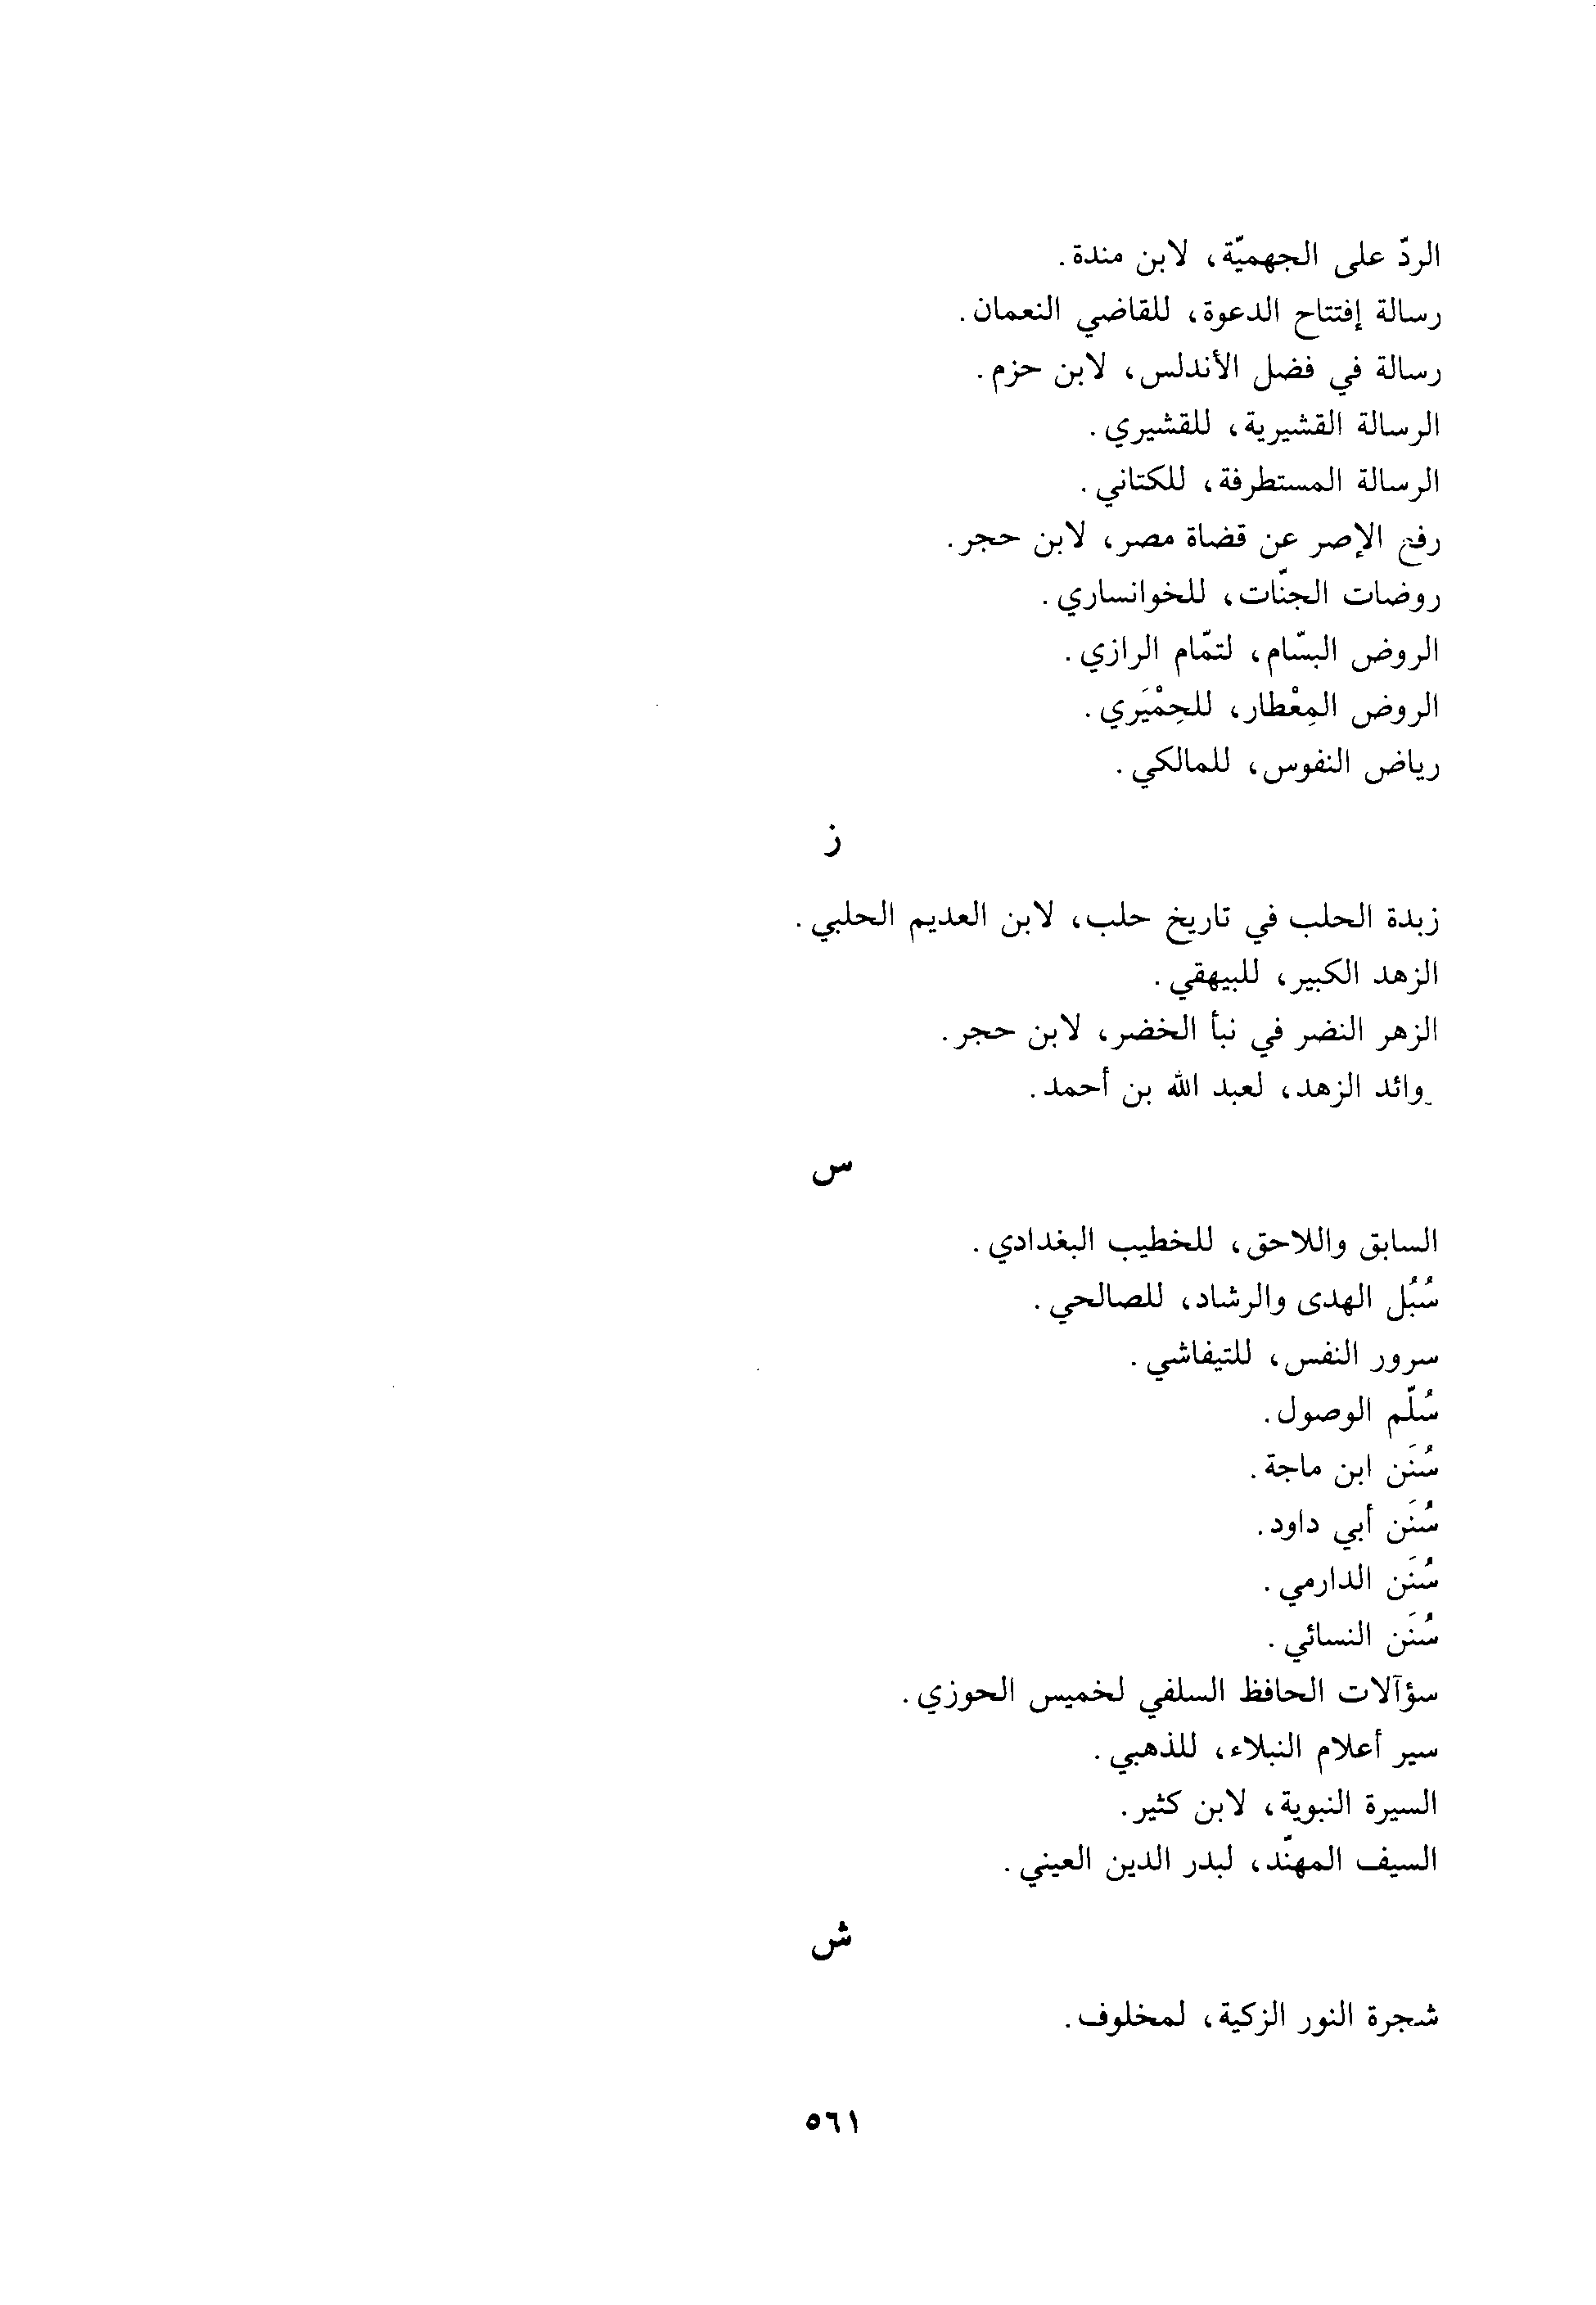 الردّ على الجهميّة، لابن مندة.
رسالة إفتتاح الدعوة، للقاضي النعمان.
رسالة في فضل الأندلس، لابن حزم.
الرسالة القشيرية، للقشيري.
الرسالة المستطرفة، للكتاني.
رفع الإصر عن قضاة مصر، لابن حجر.
روضات الجنّات، للخوانساري.
الروض البسّام، لتمّام الرازي.
الروض المِعْطار، للحِمْيَري.
رياض النفوس، للمالكي.
ز
زبدة الحلب في تاريخ حلب، لابن العديم الحلبي.
الزهد الكبير، للبيهقي.
الزهر النضر في نبأ الخضر، لابن حجر.
وائد الزهد، لعبد الله بن أحمد.
س
السابق واللاحق، للخطيب البغدادي.
سُبُل الهدى والرشاد، للصالحي.
سرور النفس، للتيفاشي.
سُلّم الوصول.
سُنَن ابن ماجة.
سُنَن أبي داود.
سُنَن الدارمي.
سُنَن النسائي.
سؤآلات الحافظ السلفي لخميس الحوزي.
سير أعلام النبلاء، للذهبي.
السيرة النبوية، لابن كثير.
السيف المهنّد، لبدر الدين العيني.
ش
شجرة النور الزكية، لمخلوف.
٥٦١